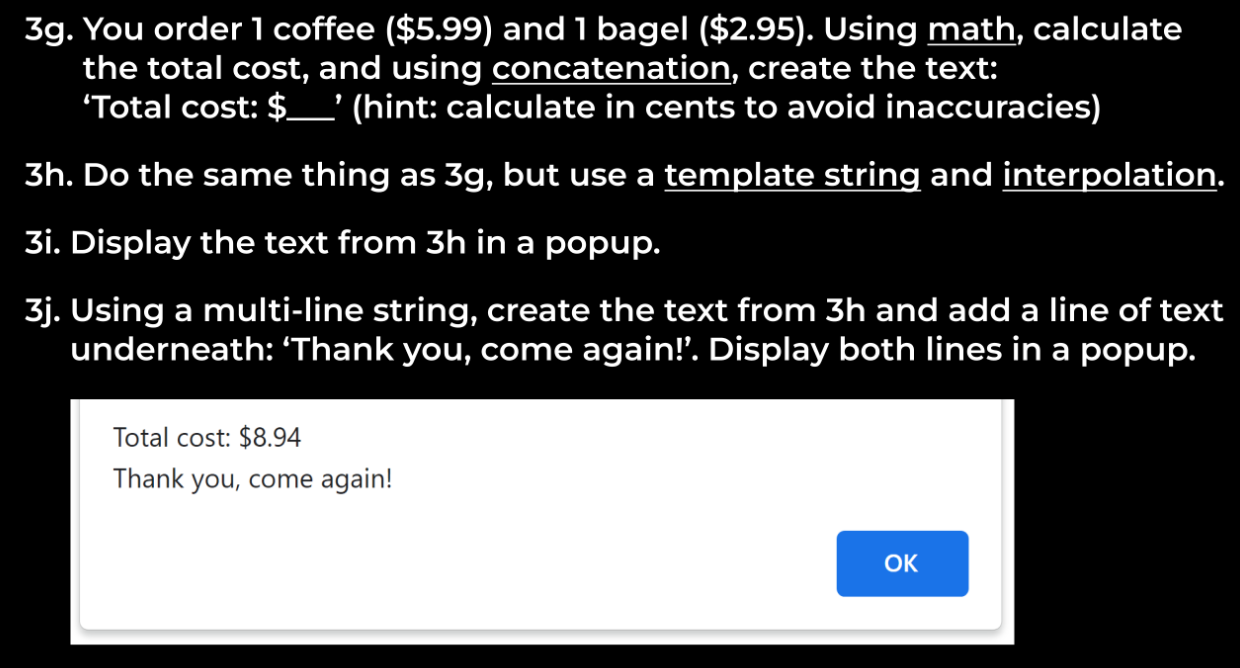 3g. You order 1 coffee ($5.99) and 1 bagel ($2.95). Using math, calculate
the total cost, and using concatenation, create the text:
‘Total cost: $___’ (hint: calculate in cents to avoid inaccuracies)
3h. Do the same thing as 3g, but use a template string and interpolation.
3i. Display the text from 3h in a popup.
3j. Using a multi-line string, create the text from 3h and add a line of text
underneath: ‘Thank you, come again!’. Display both lines in a popup.
Total cost: $8.94
Thank you, come again!
OK